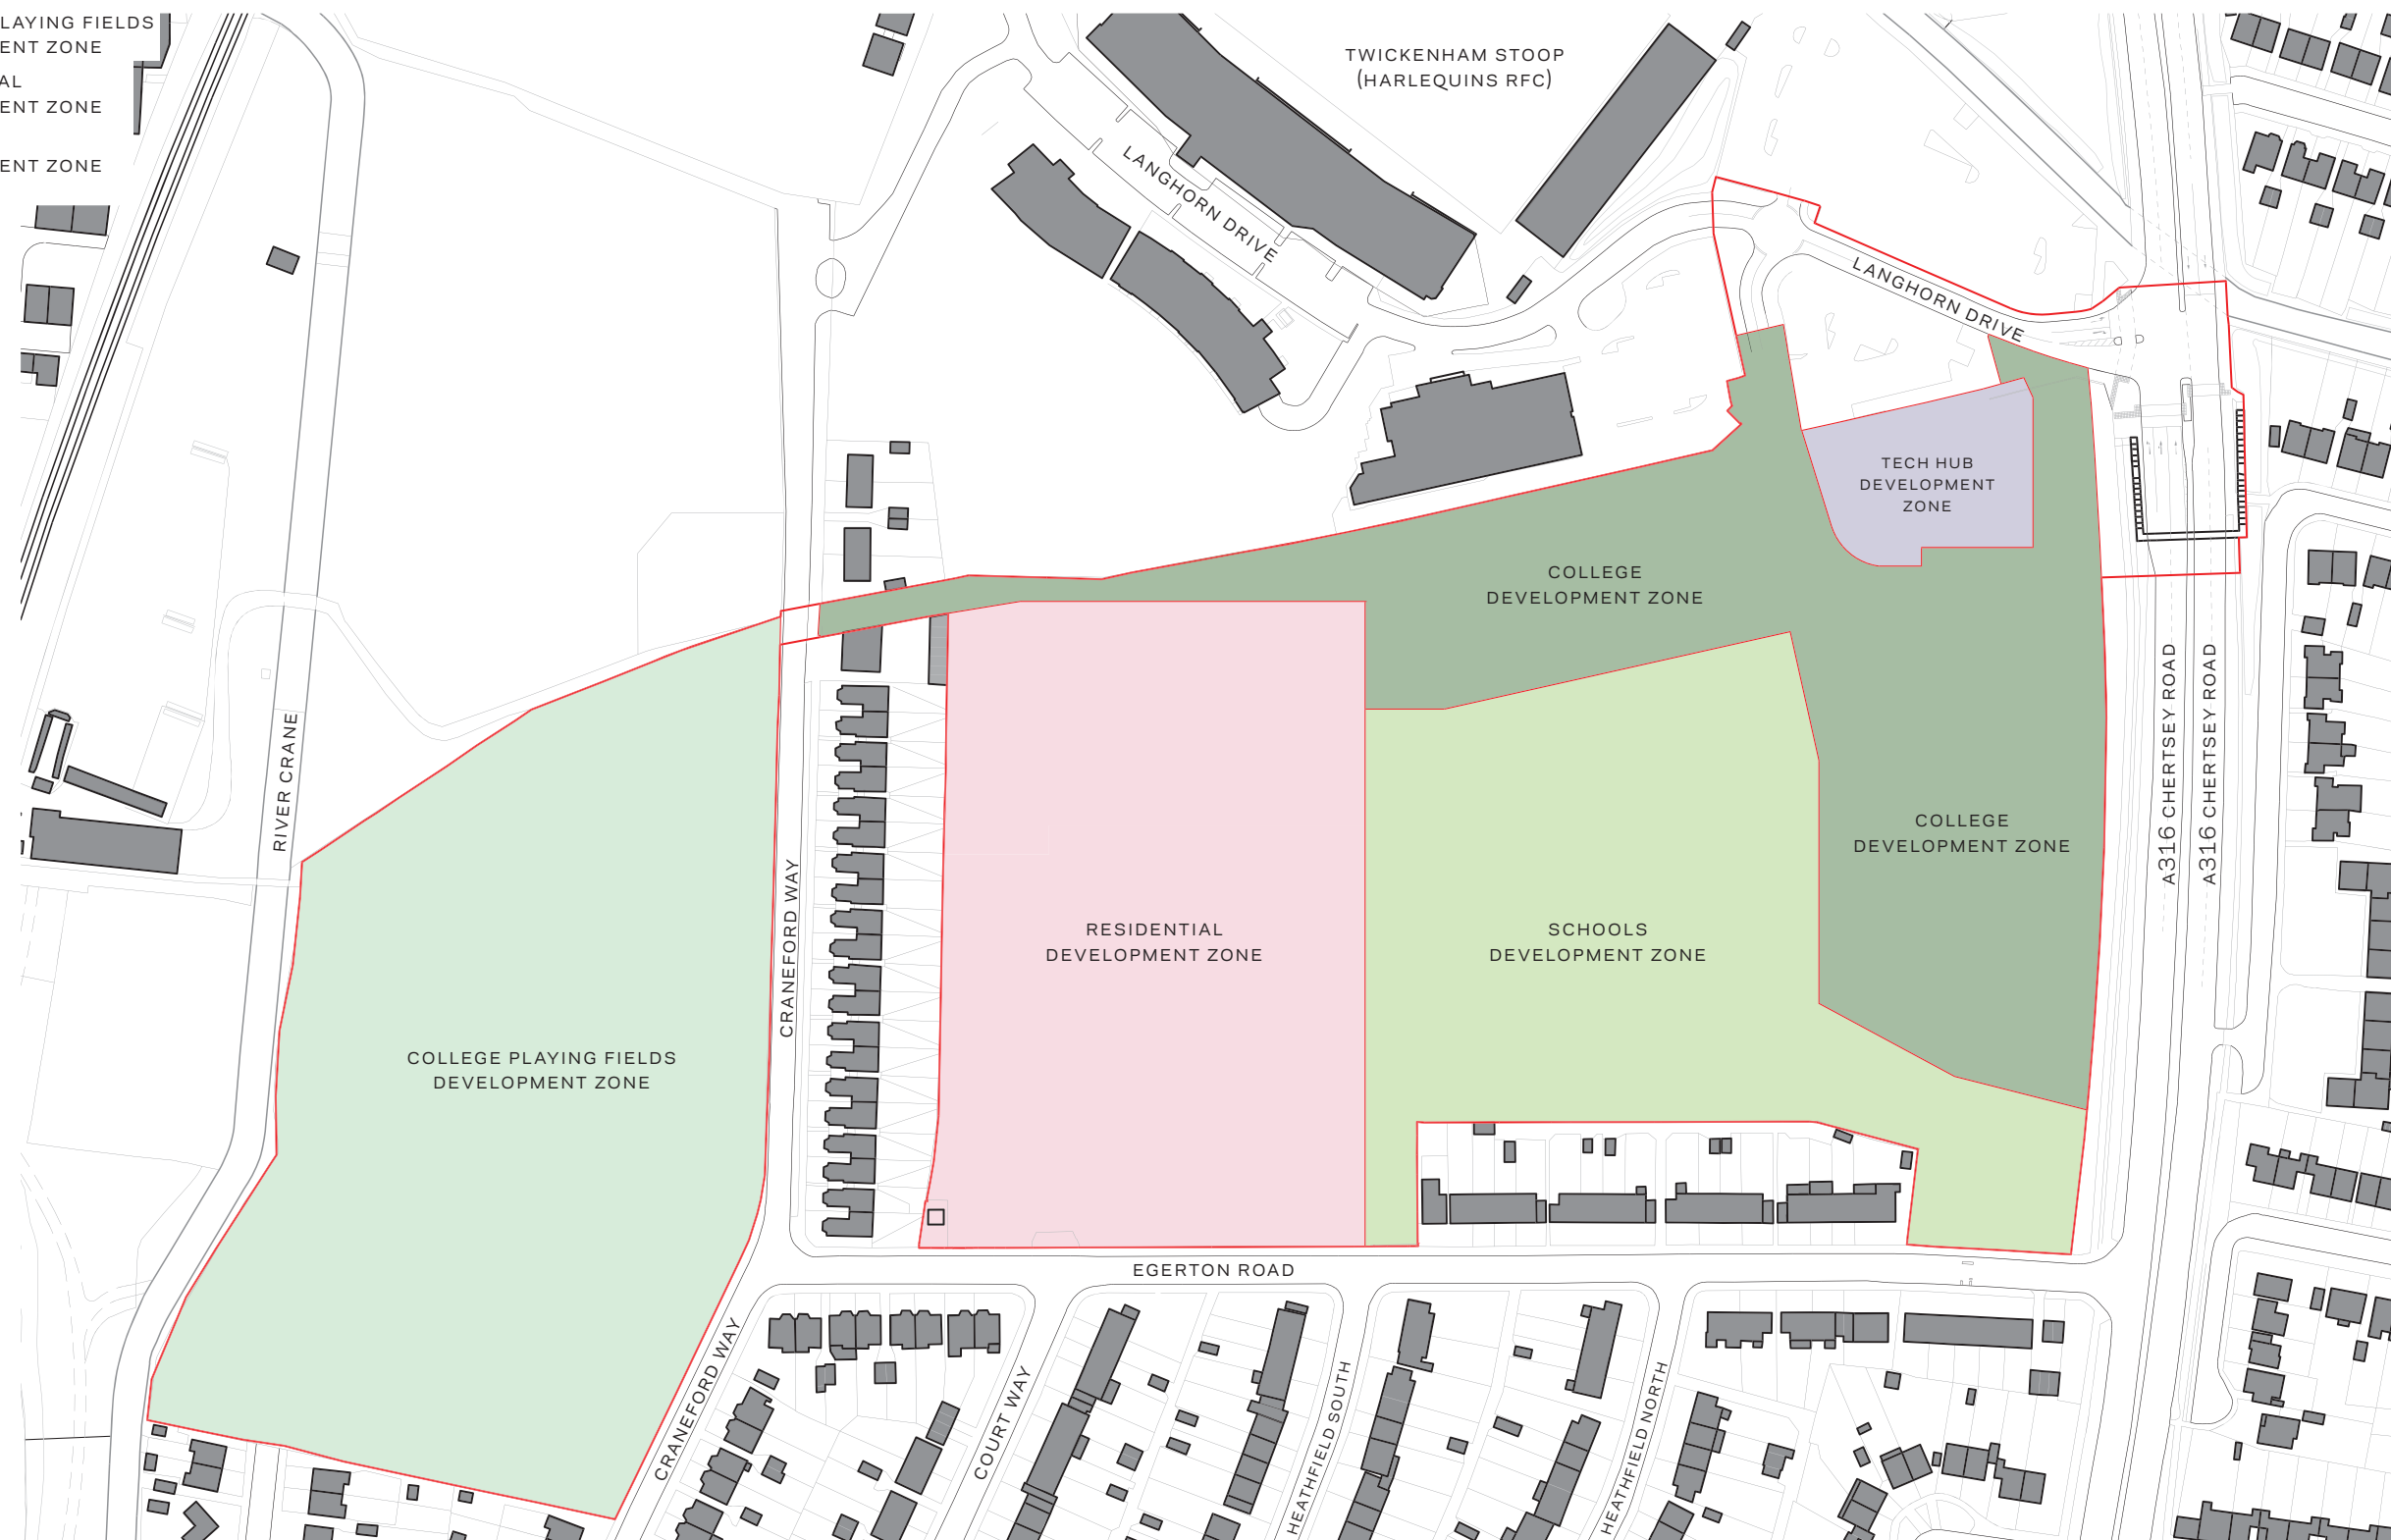 LAYING FIELDS
ENT ZONE
AL
ENT ZONE
ENT ZONE
TWICKENHAM STOOP
(HARLEQUINS RFC)
LANGHORN DRIVE
LANGHORN DRIVE
TECH HUB
DEVELOPMENT
ZONE
COLLEGE
DEVELOPMENT ZONE
RIVER CRANE
A316 CHERTSEY ROAD
A316 CHERTSEY ROAD
COLLEGE
DEVELOPMENT ZONE
CRANEFORD WAY
RESIDENTIAL
DEVELOPMENT ZONE
SCHOOLS
DEVELOPMENT ZONE
COLLEGE PLAYING FIELDS
DEVELOPMENT ZONE
EGERTON ROAD
CRANEFORD WAY
COURT WAY
HEATHFIELD SOUTH
HEATHFIELD NORTH